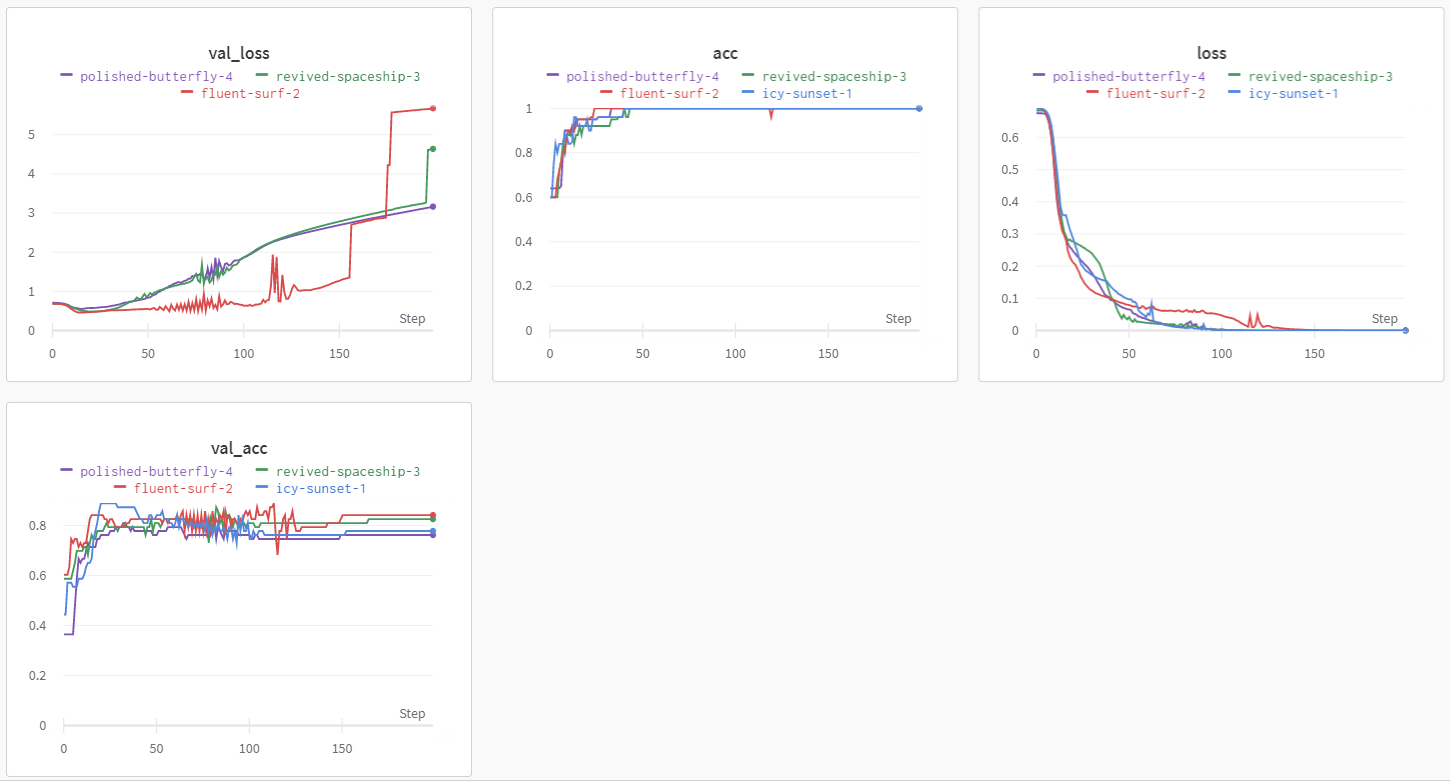 val_loss
polished-butterfly-4 revived-spaceship-3
fluent-surf-2
5
4
3
2
1
0
Step
0 50 100 150
acc
polished-butterfly-4 revived-spaceship-3
fluent-surf-2 icy-sunset-1
1
0.8
0.6
0.4
0.2
0
Step
0 50 100 150
loss
polished-butterfly-4 revived-spaceship-3
fluent-surf-2 icy-sunset-1
0.6
0.5
0.4
0.3
0.2
0.1
0
Step
0 50 100 150
val_acc
polished-butterfly-4 revived-spaceship-3
fluent-surf-2 icy-sunset-1
0.8
0.6
0.4
0.2
0
Step
0 50 100 150